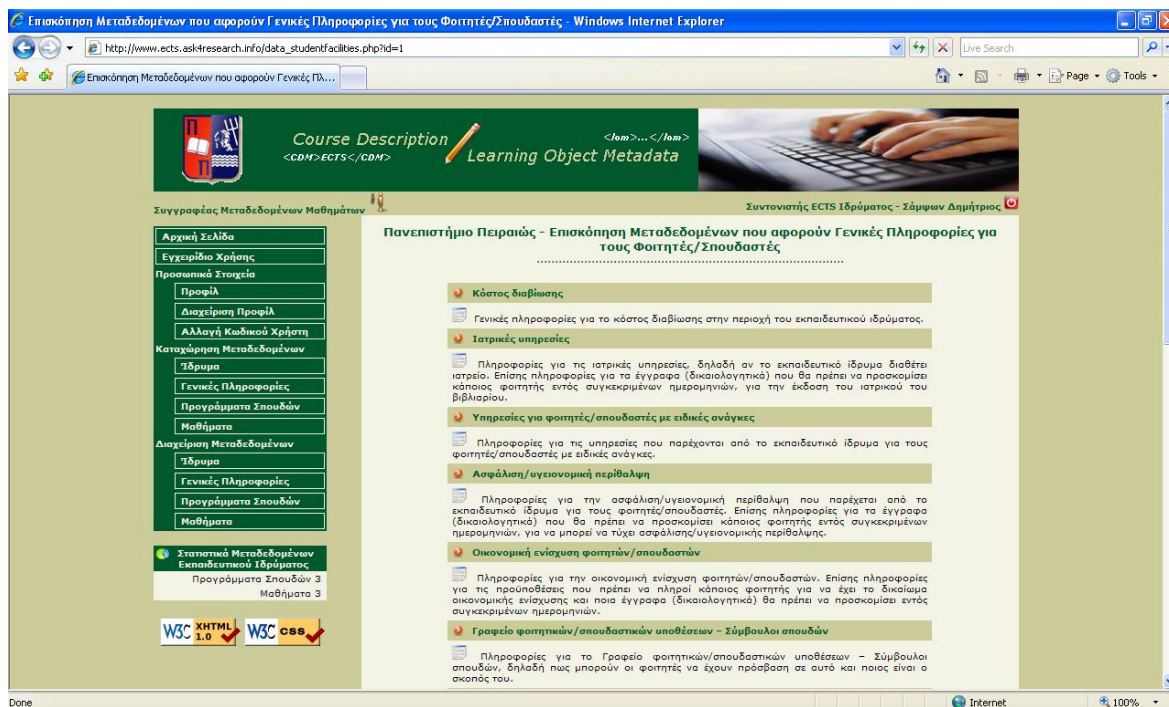 Επισκόπηση Μεταδεδομένων που αφορούν Γενικές Πληροφορίες για τους Φοιτητές/Σπουδαστές - Windows Internet Explorer
http://www.ects.ask4research.info/data_studentfacilities.php?id=1
Live Search
Επισκόπηση Μεταδεδομένων που αφορούν Γενικές Πλ...
Page
Tools
Course Description
<CDM>ECTS</CDM>
<lom>...</lom>
Learning Object Metadata
Συγγραφέας Μεταδεδομένων Μαθημάτων
Συντονιστής ECTS Ιδρύματος - Σάμψων Δημήτριος
Αρχική Σελίδα
Εγχειρίδιο Χρήσης
Προσωπικά Στοιχεία
Προφίλ
Διαχείριση Προφίλ
Αλλαγή Κωδικού Χρήστη
Καταχώρηση Μεταδεδομένων
Ίδρυμα
Γενικές Πληροφορίες
Προγράμματα Σπουδών
Μαθήματα
Διαχείριση Μεταδεδομένων
Ίδρυμα
Γενικές Πληροφορίες
Προγράμματα Σπουδών
Μαθήματα
Στατιστικά Μεταδεδομένων
Εκπαιδευτικού Ιδρύματος
Προγράμματα Σπουδών 3
Μαθήματα 3
W3C XHTML 1.0
W3C css
Πανεπιστήμιο Πειραιώς - Επισκόπηση Μεταδεδομένων που αφορούν Γενικές Πληροφορίες για
τους Φοιτητές/Σπουδαστές
Κόστος διαβίωσης
Γενικές πληροφορίες για το κόστος διαβίωσης στην περιοχή του εκπαιδευτικού ιδρύματος.
Ιατρικές υπηρεσίες
Πληροφορίες για τις ιατρικές υπηρεσίες, δηλαδή αν το εκπαιδευτικό ίδρυμα διαθέτει
ιατρείο. Επίσης πληροφορίες για τα έγγραφα (δικαιολογητικά) που θα πρέπει να προσκομίσει
κάποιος φοιτητής εντός συγκεκριμένων ημερομηνιών, για την έκδοση του ιατρικού του
βιβλιαρίου.
Υπηρεσίες για φοιτητές/σπουδαστές με ειδικές ανάγκες
Πληροφορίες για τις υπηρεσίες που παρέχονται από το εκπαιδευτικό ίδρυμα για τους
φοιτητές/σπουδαστές με ειδικές ανάγκες.
Ασφάλιση/υγειονομική περίθαλψη
Πληροφορίες για την ασφάλιση/υγειονομική περίθαλψη που παρέχεται από το
εκπαιδευτικό ίδρυμα για τους φοιτητές/σπουδαστές. Επίσης πληροφορίες για τα έγγραφα
(δικαιολογητικά) που θα πρέπει να προσκομίσει κάποιος φοιτητής εντός συγκεκριμένων
ημερομηνιών, για να μπορεί να τύχει ασφάλισης/υγειονομικής περίθαλψης.
Οικονομική ενίσχυση φοιτητών/σπουδαστών
Πληροφορίες για την οικονομική ενίσχυση φοιτητών/σπουδαστών. Επίσης πληροφορίες
για τις προϋποθέσεις που πρέπει να πληροί κάποιος φοιτητής για να έχει το δικαίωμα
οικονομικής ενίσχυσης και ποια έγγραφα (δικαιολογητικά) θα πρέπει να προσκομίσει εντός
συγκεκριμένων ημερομηνιών.
Γραφείο φοιτητικών/σπουδαστικών υποθέσεων – Σύμβουλοι σπουδών
Πληροφορίες για το Γραφείο φοιτητικών/σπουδαστικών υποθέσεων – Σύμβουλοι
σπουδών, δηλαδή πως μπορούν οι φοιτητές να έχουν πρόσβαση σε αυτό και ποιος είναι ο
σκοπός του.
Done
Internet
100%